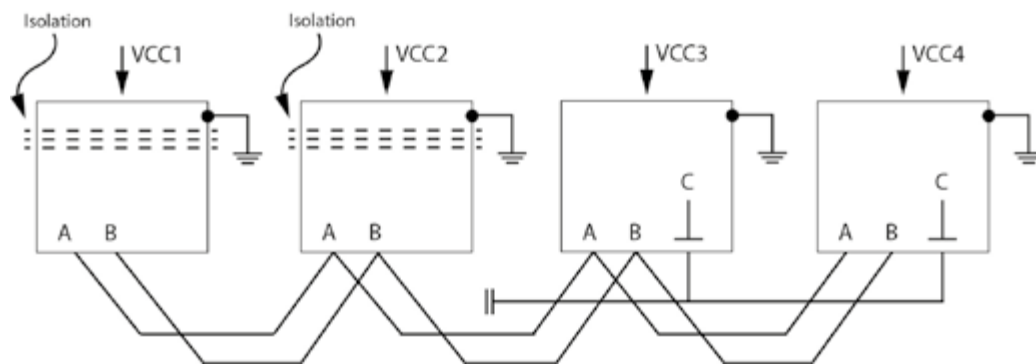 Isolation
Isolation
VCC1
VCC2
VCC3
VCC4
C
C
A B
A B
A B
A B